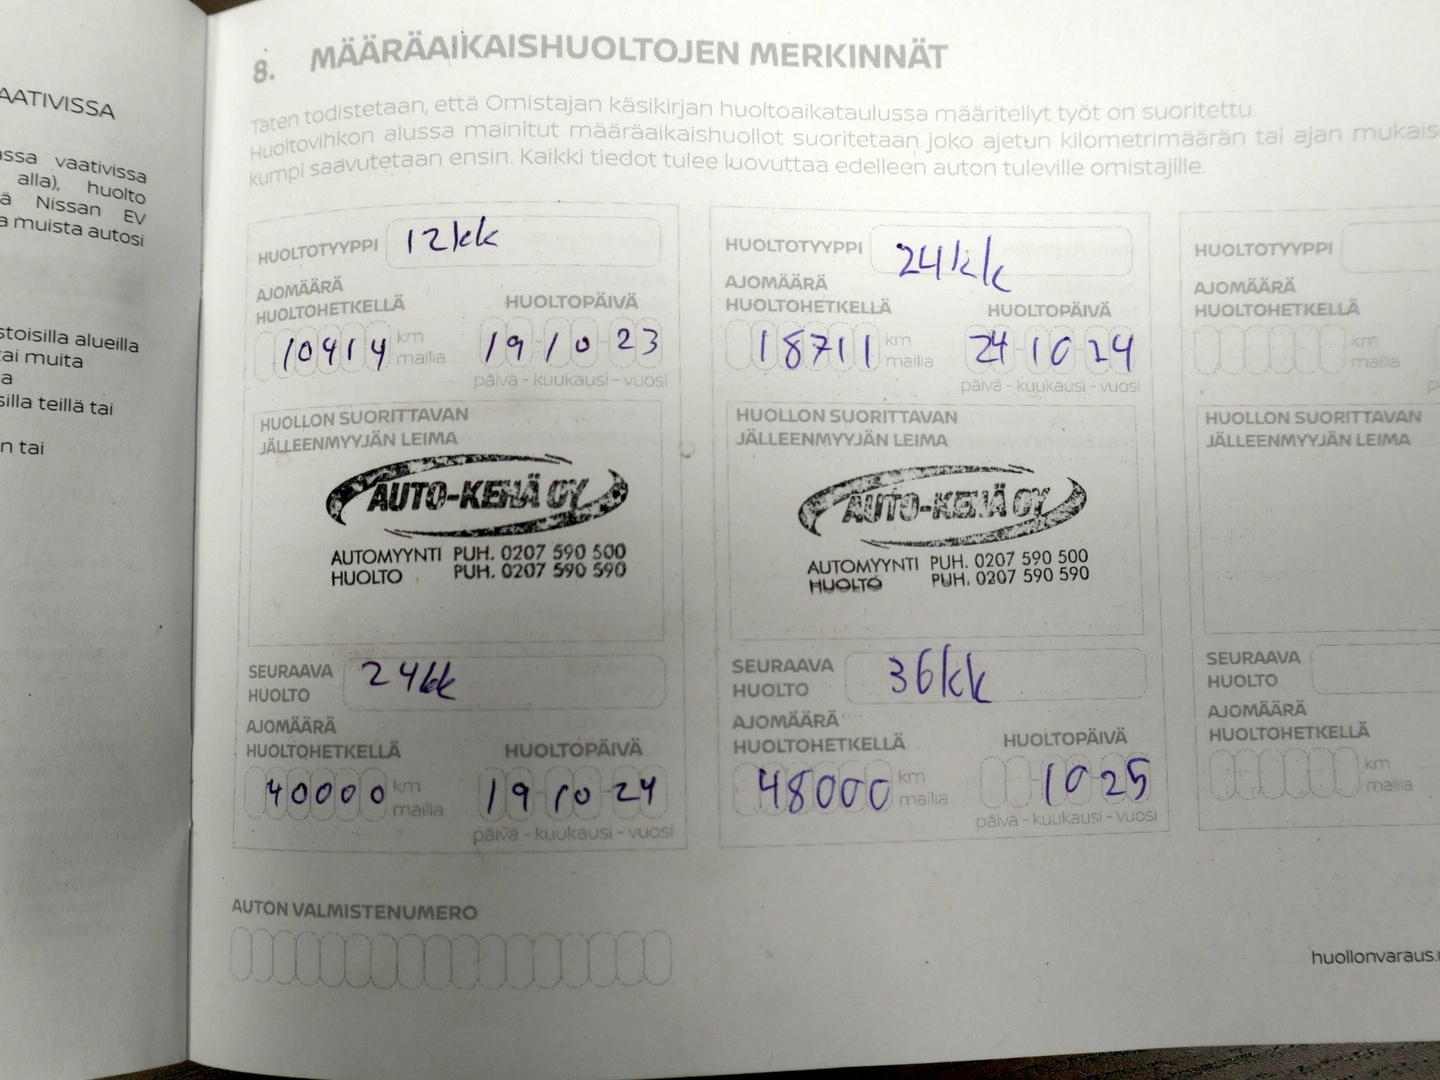 AATIVISSA
assa vaativissa
alla), huolto
ä Nissan EV
a muista autosi
stoisilla alueilla
tai muita
a
silla teillä tai
n tai
8. MÄÄRÄAIKAISHUOLTOJEN MERKINNÄT
Täten todistetaan, että Omistajan käsikirjan huoltoaikataulussa määritellyt työt on suoritettu.
Huoltovihkon alussa mainitut määräaikaishuollot suoritetaan joko ajetun kilometrimäärän tai ajan mukais
kumpi saavutetaan ensin. Kaikki tiedot tulee luovuttaa edelleen auton tuleville omistajille.
HUOLTOTYYPPI 12kk
AJOMÄÄRÄ
HUOLTOHETKELLÄ HUOLTOPÄIVÄ
10414 km mailia 19 10 23
päivä - kuukausi - vuosi
HUOLLON SUORITTAVAN
JÄLLEENMYYJÄN LEIMA
AUTO-KEHÄ OY
AUTOMYYNTI PUH. 0207 590 500
HUOLTO PUH. 0207 590 590
SEURAAVA
HUOLTO 24kk
AJOMÄÄRÄ
HUOLTOHETKELLÄ HUOLTOPÄIVÄ
40000 km mailia 19 10 24
päivä - kuukausi - vuosi
HUOLTOTYYPPI 24kk
AJOMÄÄRÄ
HUOLTOHETKELLÄ HUOLTOPÄIVÄ
18711 km mailia 24 10 24
päivä - kuukausi - vuosi
HUOLLON SUORITTAVAN
JÄLLEENMYYJÄN LEIMA
AUTO-KEHÄ OY
AUTOMYYNTI PUH. 0207 590 500
HUOLTO PUH. 0207 590 590
SEURAAVA
HUOLTO 36kk
AJOMÄÄRÄ
HUOLTOHETKELLÄ HUOLTOPÄIVÄ
48000 km mailia 10 25
päivä - kuukausi - vuosi
HUOLTOTYYPPI
AJOMÄÄRÄ
HUOLTOHETKELLÄ
km
mailia
HUOLLON SUORITTAVAN
JÄLLEENMYYJÄN LEIMA
SEURAAVA
HUOLTO
AJOMÄÄRÄ
HUOLTOHETKELLÄ
km
mailia
AUTON VALMISTENUMERO
huollonvaraus.